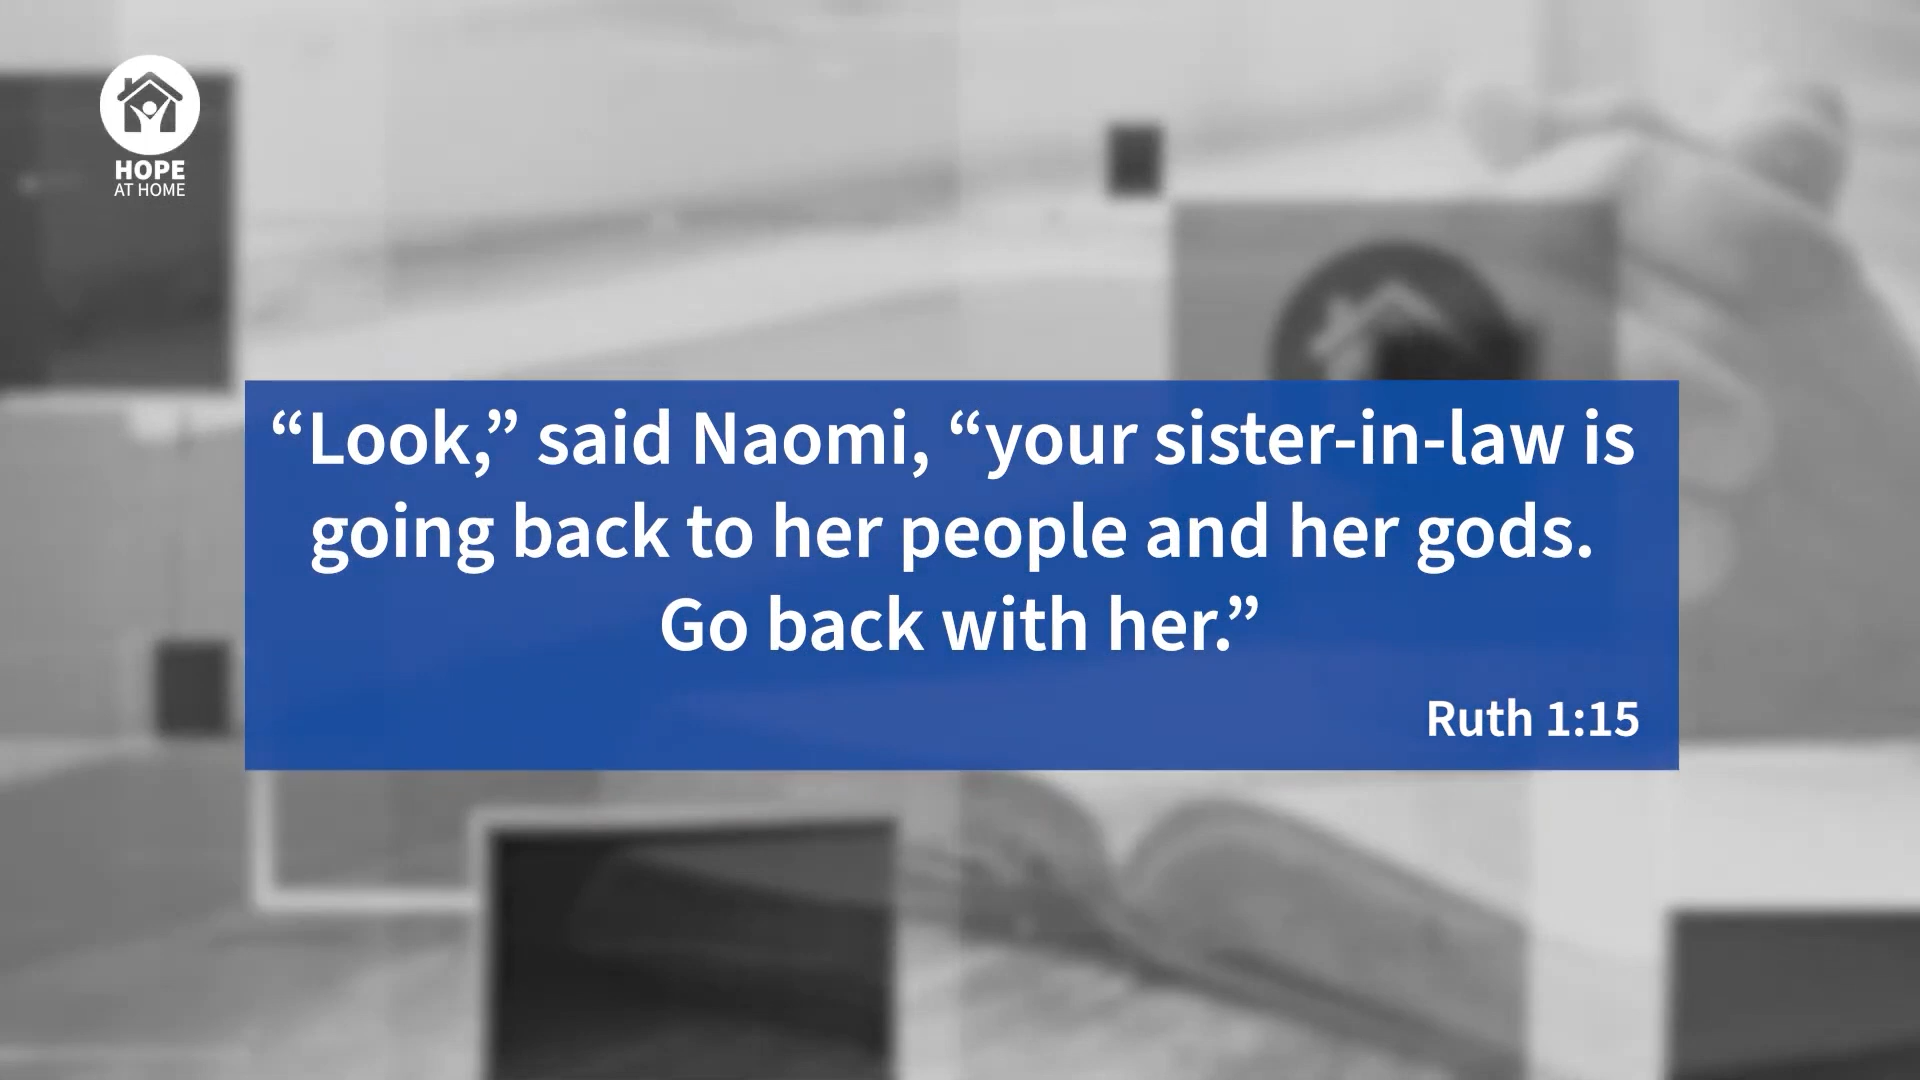 HOPE
AT HOME
“Look,” said Naomi, “your sister-in-law is
going back to her people and her gods.
Go back with her.”
Ruth 1:15